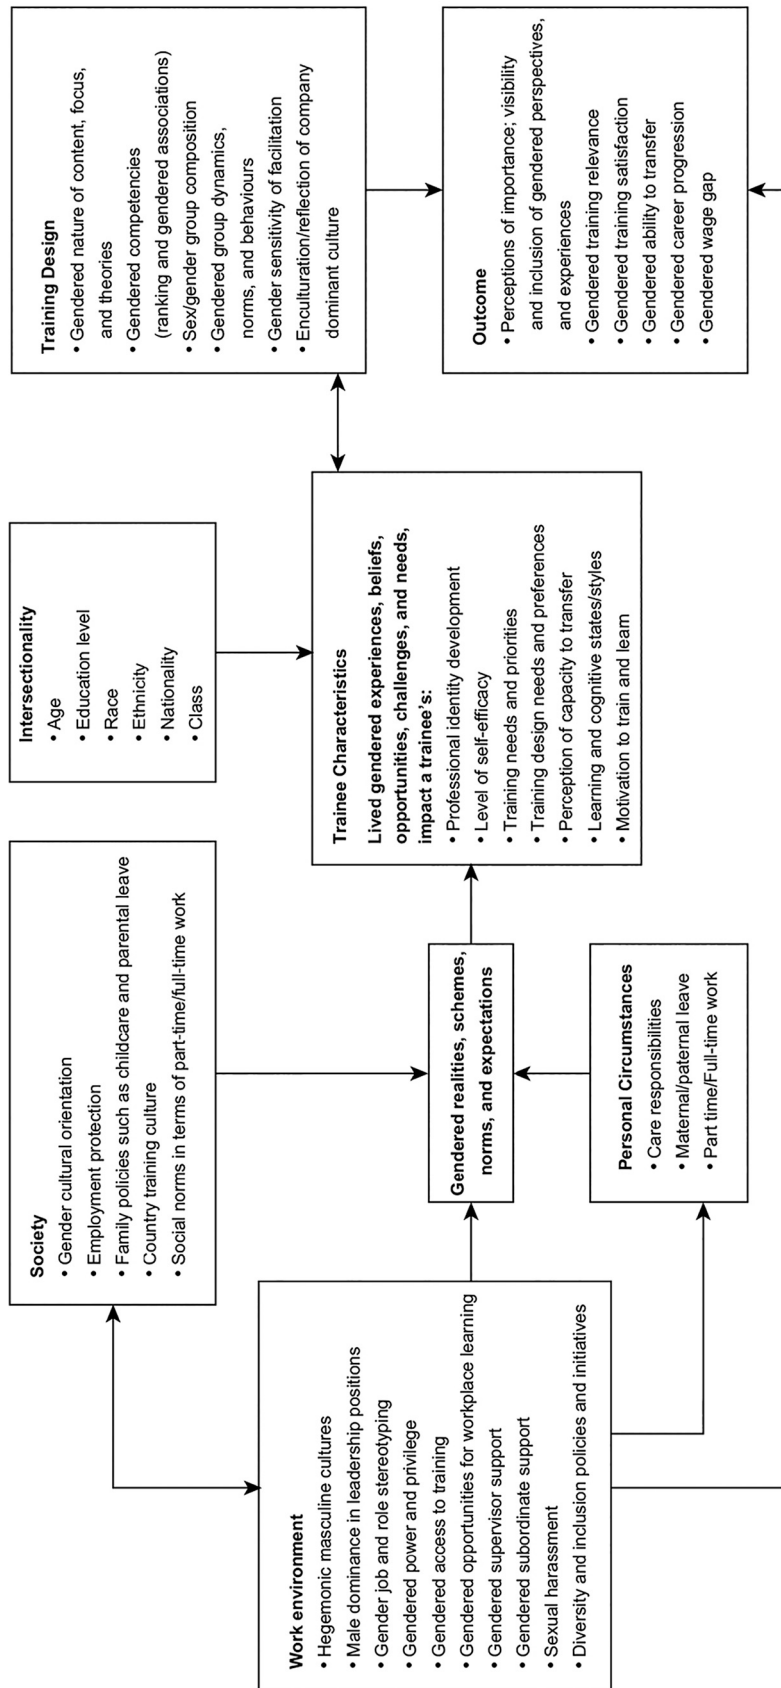 Society
• Gender cultural orientation
• Employment protection
• Family policies such as childcare and parental leave
• Country training culture
• Social norms in terms of part-time/full-time work
Intersectionality
• Age
• Education level
• Race
• Ethnicity
• Nationality
• Class
Training Design
• Gendered nature of content, focus,
and theories
• Gendered competencies
(ranking and gendered associations)
• Sex/gender group composition
• Gendered group dynamics,
norms, and behaviours
• Gender sensitivity of facilitation
• Enculturation/reflection of company
dominant culture
Work environment
• Hegemonic masculine cultures
• Male dominance in leadership positions
• Gender job and role stereotyping
• Gendered power and privilege
• Gendered access to training
• Gendered opportunities for workplace learning
• Gendered supervisor support
• Gendered subordinate support
• Sexual harassment
• Diversity and inclusion policies and initiatives
Gendered realities, schemes,
norms, and expectations
Trainee Characteristics
Lived gendered experiences, beliefs,
opportunities, challenges, and needs,
impact a trainee's:
• Professional identity development
• Level of self-efficacy
• Training needs and priorities
• Training design needs and preferences
• Perception of capacity to transfer
• Learning and cognitive states/styles
• Motivation to train and learn
Personal Circumstances
• Care responsibilities
• Maternal/paternal leave
• Part time/Full-time work
Outcome
• Perceptions of importance; visibility
and inclusion of gendered perspectives,
and experiences
• Gendered training relevance
• Gendered training satisfaction
• Gendered ability to transfer
• Gendered career progression
• Gendered wage gap